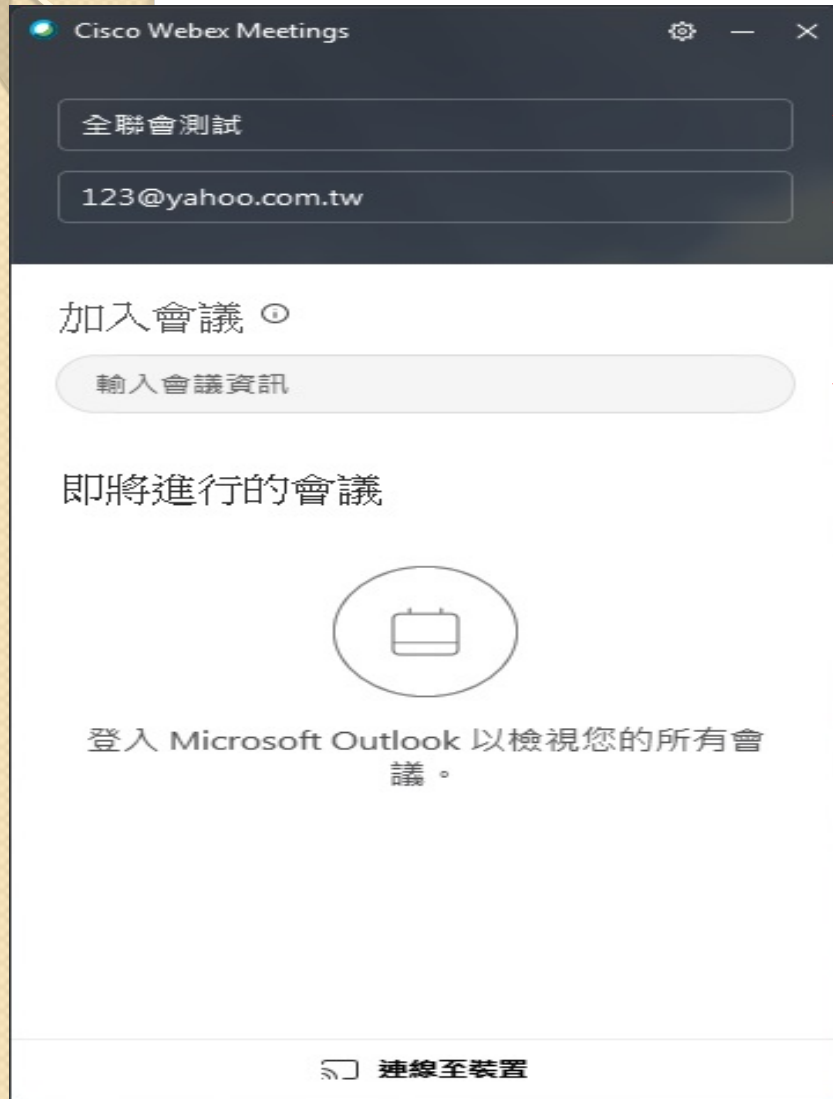 Cisco Webex Meetings
全聯會測試
123@yahoo.com.tw
加入會議
輸入會議資訊
即將進行的會議
登入 Microsoft Outlook 以檢視您的所有會
議。
連線至裝置